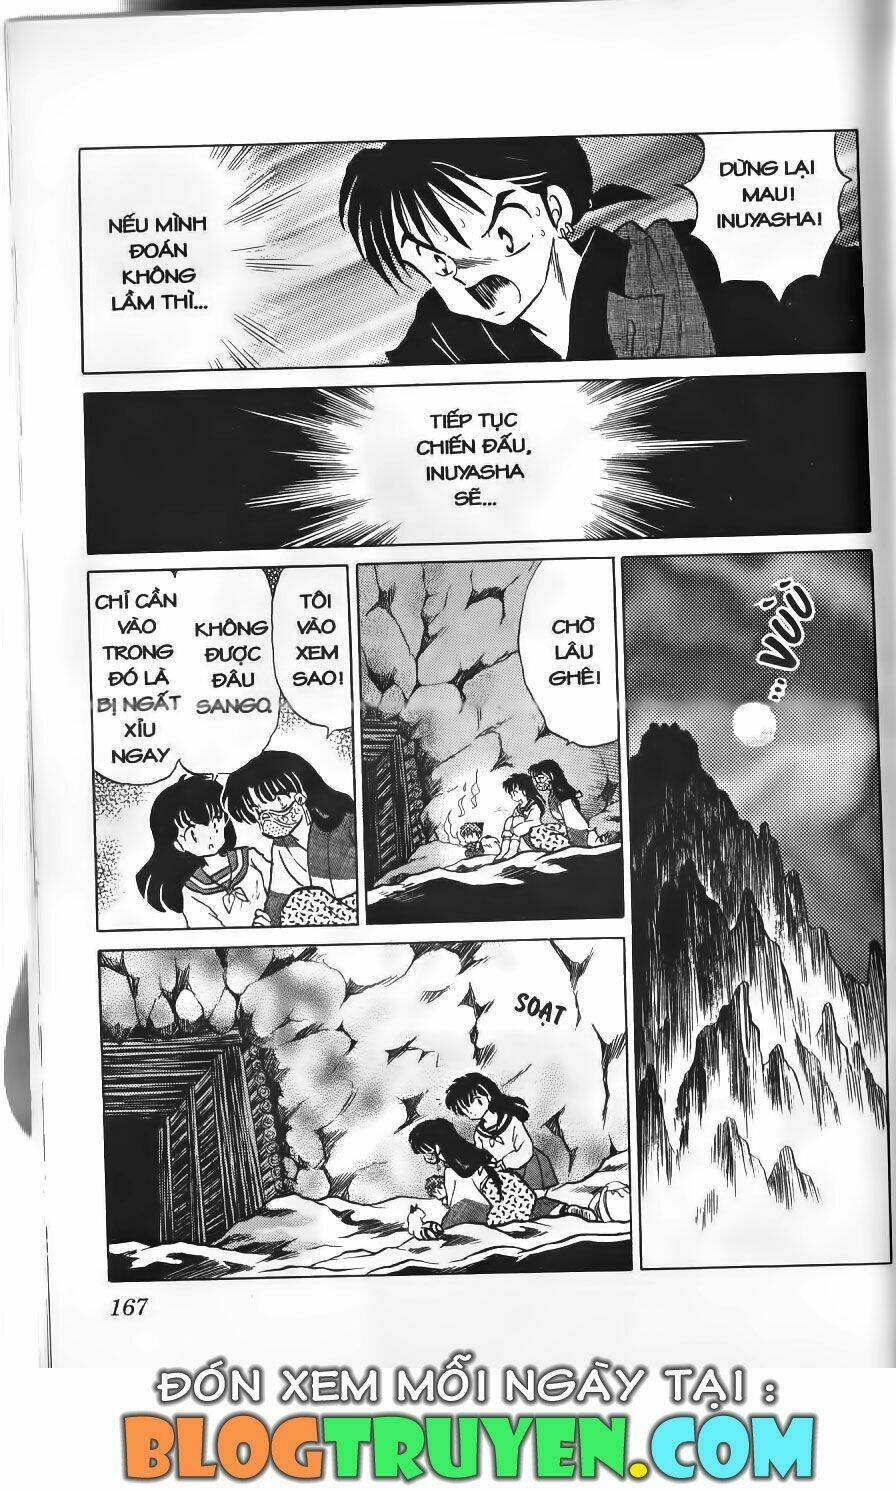 DỪNG LẠI
MAU!
INUYASHA!
NẾU MÌNH
ĐOÁN
KHÔNG
LẦM THÌ...
TIẾP TỤC
CHIẾN ĐẤU,
INUYASHA
SẼ...
... VÙÙ
CHỜ
LÂU
GHÊ!
TÔI
VÀO
XEM
SAO!
KHÔNG
ĐƯỢC
ĐÂU
SANGO.
CHỈ CẦN
VÀO
TRONG
ĐÓ LÀ
BỊ NGẤT
XỈU
NGAY
SOẠT
167
ĐÓN XEM MỖI NGÀY TẠI :
BLOGTRUYEN.COM